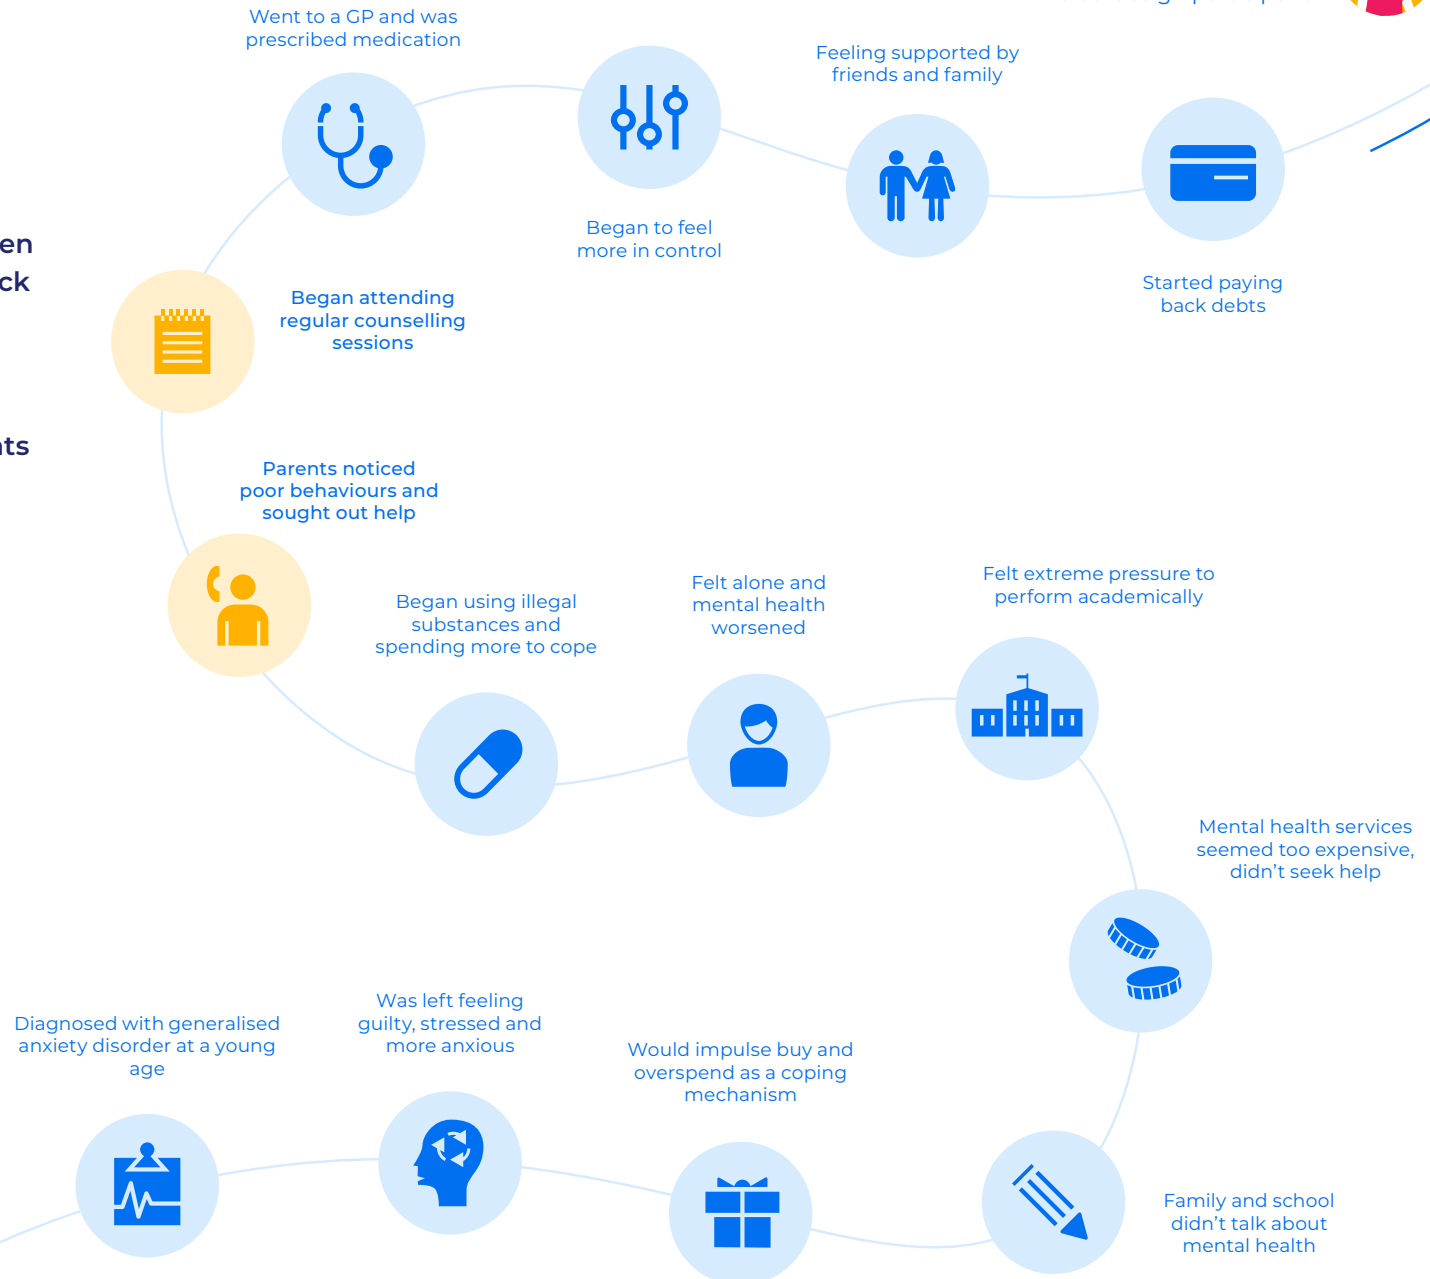 Went to a GP and was
prescribed medication
Feeling supported by
friends and family
Began to feel
more in control
Started paying
back debts
Began attending
regular counselling
sessions
Parents noticed
poor behaviours and
sought out help
Began using illegal
substances and
spending more to cope
Felt alone and
mental health
worsened
Felt extreme pressure to
perform academically
Mental health services
seemed too expensive,
didn’t seek help
Diagnosed with generalised
anxiety disorder at a young
age
Was left feeling
guilty, stressed and
more anxious
Would impulse buy and
overspend as a coping
mechanism
Family and school
didn’t talk about
mental health